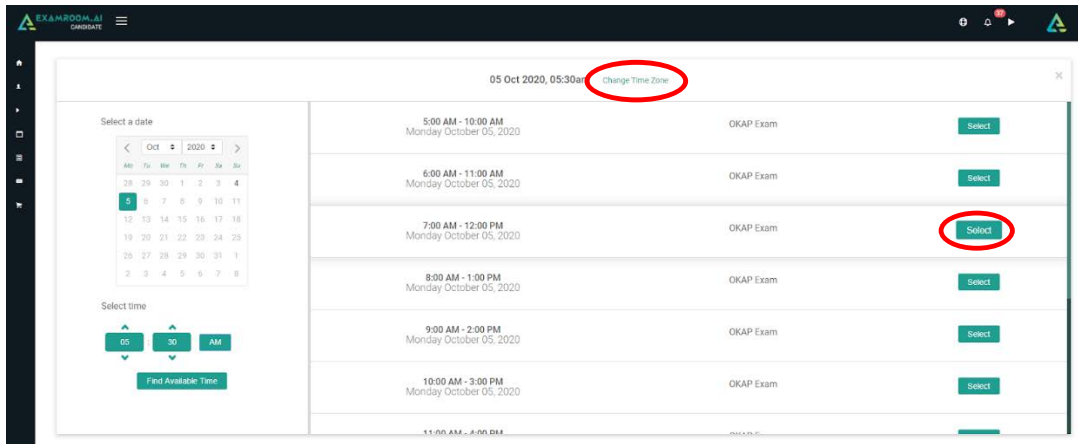 EXAMROOM.AI
CANDIDATE
37
05 Oct 2020, 05:30am Change Time Zone
×
Select a date
Oct 2020
Mo Tu We Th Fr Sa Su
28 29 30 1 2 3 4
5 6 7 8 9 10 11
12 13 14 15 16 17 18
19 20 21 22 23 24 25
26 27 28 29 30 31 1
2 3 4 5 6 7 8
Select time
05 : 30 AM
Find Available Time
5:00 AM - 10:00 AM OKAP Exam Select
Monday October 05, 2020
6:00 AM - 11:00 AM OKAP Exam Select
Monday October 05, 2020
7:00 AM - 12:00 PM OKAP Exam Select
Monday October 05, 2020
8:00 AM - 1:00 PM OKAP Exam Select
Monday October 05, 2020
9:00 AM - 2:00 PM OKAP Exam Select
Monday October 05, 2020
10:00 AM - 3:00 PM OKAP Exam Select
Monday October 05, 2020
11:00 AM - 4:00 PM